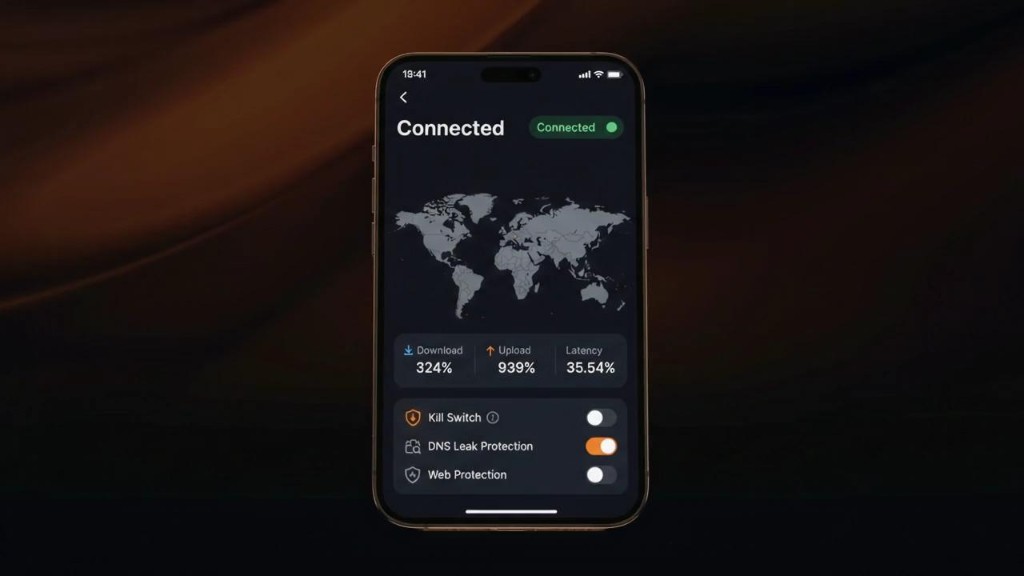 18:41
Connected
Connected
Download
Upload
Latency
324%
939%
35.54%
Kill Switch
DNS Leak Protection
Web Protection